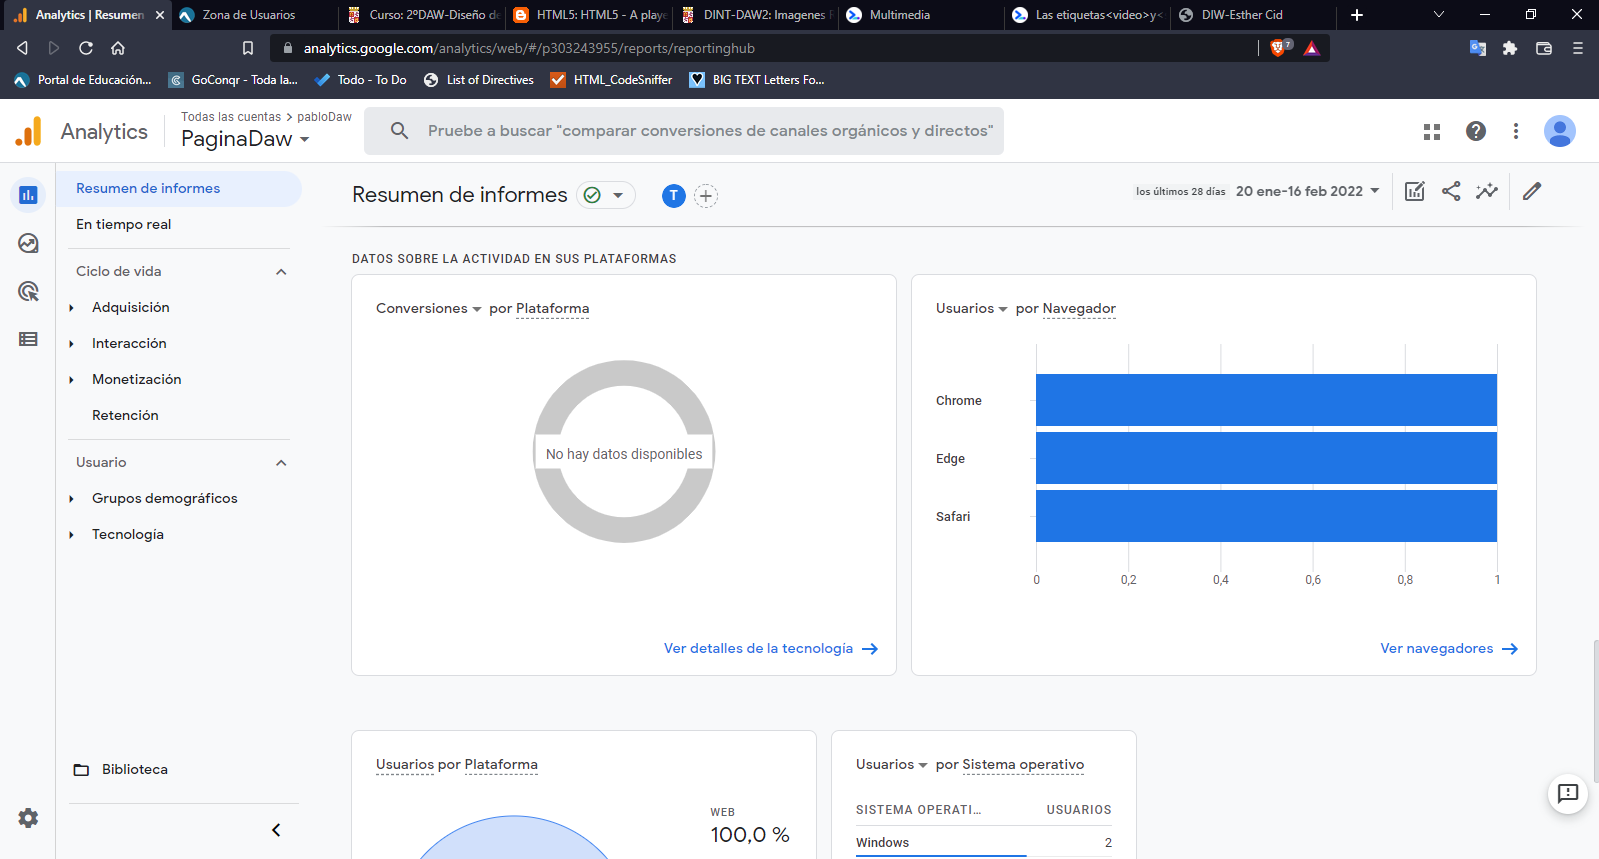 Analytics | Resumen
Zona de Usuarios
Curso: 2ºDAW-Diseño de
HTML5: HTML5 - A playe
DINT-DAW2: Imagenes
Multimedia
Las etiquetas<video>y<
DIW-Esther Cid
analytics.google.com/analytics/web/#/p303243955/reports/reportinghub
7
Portal de Educación...
GoConqr - Toda la...
Todo - To Do
List of Directives
HTML_CodeSniffer
BIG TEXT Letters Fo...
Analytics
Todas las cuentas > pabloDaw
PaginaDaw
Pruebe a buscar "comparar conversiones de canales orgánicos y directos"
Resumen de informes
En tiempo real
Ciclo de vida
Adquisición
Interacción
Monetización
Retención
Usuario
Grupos demográficos
Tecnología
Biblioteca
Resumen de informes
T
los últimos 28 días 20 ene-16 feb 2022
DATOS SOBRE LA ACTIVIDAD EN SUS PLATAFORMAS
Conversiones por Plataforma
No hay datos disponibles
Ver detalles de la tecnología
Usuarios por Navegador
Chrome
Edge
Safari
0 0,2 0,4 0,6 0,8 1
Ver navegadores
Usuarios por Plataforma
WEB
100,0 %
Usuarios por Sistema operativo
SISTEMA OPERATI... USUARIOS
Windows 2